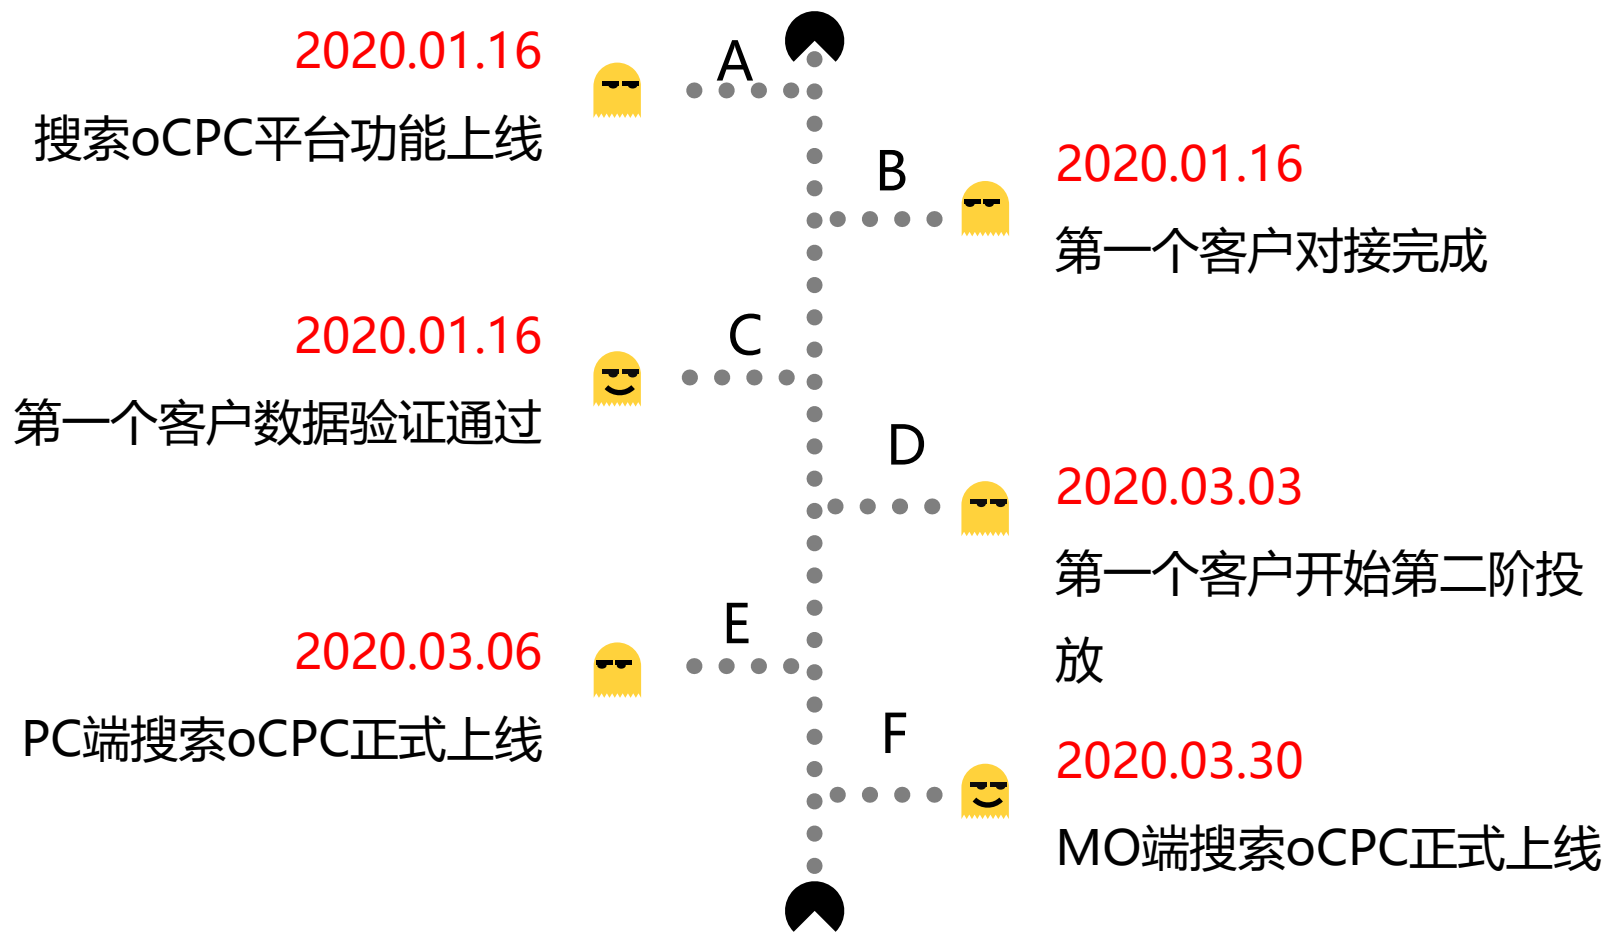 A
2020.01.16
搜索oCPC平台功能上线
B
2020.01.16
第一个客户对接完成
C
2020.01.16
第一个客户数据验证通过
D
2020.03.03
第一个客户开始第二阶投
放
E
2020.03.06
PC端搜索oCPC正式上线
F
2020.03.30
MO端搜索oCPC正式上线